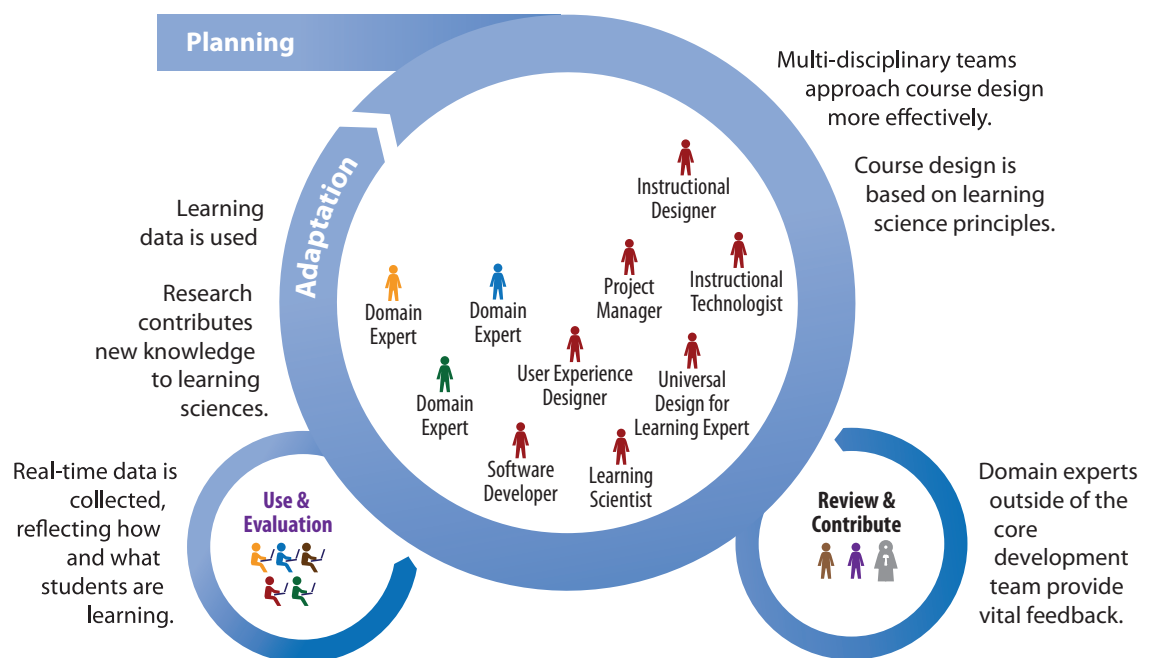 Planning
Multi-disciplinary teams
approach course design
more effectively.
Course design is
based on learning
science principles.
Adaptation
Learning
data is used
Research
contributes
new knowledge
to learning
sciences.
Instructional
Designer
Project
Manager
Instructional
Technologist
Domain
Expert
Domain
Expert
Domain
Expert
User Experience
Designer
Universal
Design for
Learning Expert
Software
Developer
Learning
Scientist
Real-time data is
collected,
reflecting how
and what
students are
learning.
Use &
Evaluation
Review &
Contribute
Domain experts
outside of the
core
development
team provide
vital feedback.